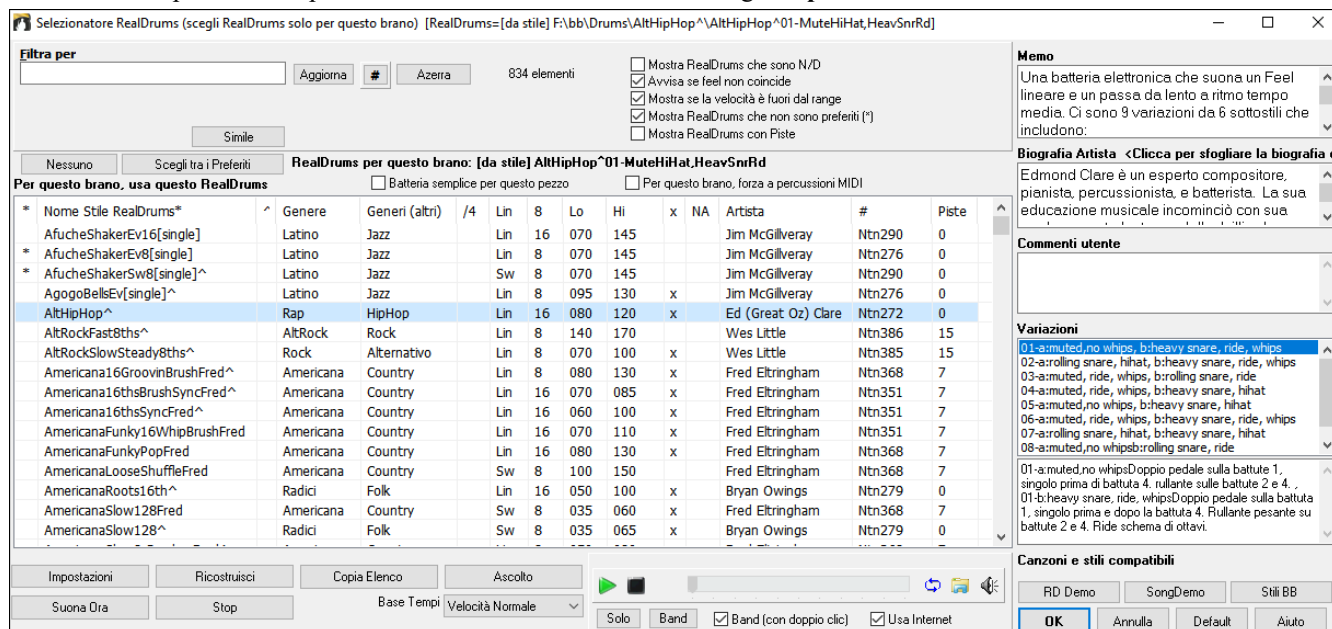 Selezionatore RealDrums (scegli RealDrums solo per questo brano) [RealDrums=[da stile] F:\bb\Drums\AltHipHop^\AltHipHop^01-MuteHiHat,HeavSnrRd]
Filtra per
Aggiorna # Azzera 834 elementi
Simile
Mostra RealDrums che sono N/D
Avvisa se feel non coincide
Mostra se la velocità è fuori dal range
Mostra RealDrums che non sono preferiti (*)
Mostra RealDrums con Piste
Nessuno Scegli tra i Preferiti RealDrums per questo brano: [da stile] AltHipHop^01-MuteHiHat,HeavSnrRd
Per questo brano, usa questo RealDrums Batteria semplice per questo pezzo Per questo brano, forza a percussioni MIDI
* Nome Stile RealDrums* ^ Genere Generi (altri) /4 Lin 8 Lo Hi x NA Artista # Piste
AfucheShakerEv16[single] Latino Jazz Lin 16 070 145 Jim McGillveray Ntn290 0
* AfucheShakerEv8[single] Latino Jazz Lin 8 070 145 Jim McGillveray Ntn276 0
* AfucheShakerSw8[single]^ Latino Jazz Sw 8 070 145 Jim McGillveray Ntn290 0
AgogoBellsEv[single]^ Latino Jazz Lin 8 095 130 x Jim McGillveray Ntn276 0
AltHipHop^ Rap HipHop Lin 16 080 120 x Ed (Great Oz) Clare Ntn272 0
AltRockFast8ths^ AltRock Rock Lin 8 140 170 Wes Little Ntn386 15
AltRockSlowSteady8ths^ Rock Alternativo Lin 8 070 100 x Wes Little Ntn385 15
Americana16GroovinBrushFred^ Americana Country Lin 8 080 130 x Fred Eltringham Ntn368 7
Americana16thsBrushSyncFred^ Americana Country Lin 16 070 085 x Fred Eltringham Ntn351 7
Americana16thsSyncFred^ Americana Country Lin 16 060 100 x Fred Eltringham Ntn351 7
AmericanaFunky16WhipBrushFred Americana Country Lin 16 070 110 x Fred Eltringham Ntn351 7
AmericanaFunkyPopFred Americana Country Lin 16 080 130 x Fred Eltringham Ntn368 7
AmericanaLooseShuffleFred Americana Country Sw 8 100 150 Fred Eltringham Ntn368 7
AmericanaRoots16th^ Radici Folk Lin 16 050 100 x Bryan Owings Ntn279 0
AmericanaSlow128Fred Americana Country Sw 8 035 060 x Fred Eltringham Ntn368 7
AmericanaSlow128^ Radici Folk Sw 8 035 065 x Bryan Owings Ntn279 0
Impostazioni Ricostruisci Copia Elenco Ascolto
Suona Ora Stop Base Tempi Velocità Normale
Solo Band Band (con doppio clic) Usa Internet
Memo
Una batteria elettronica che suona un Feel
lineare e un passa da lento a ritmo tempo
media. Ci sono 9 variazioni da 6 sottostili che
includono:
Biografia Artista <Clicca per sfogliare la biografia
Edmond Clare è un esperto compositore,
pianista, percussionista, e batterista. La sua
educazione musicale incominciò con sua
Commenti utente
Variazioni
01-a:muted,no whips, b:heavy snare, ride, whips
02-a:rolling snare, hihat, b:heavy snare, ride, whips
03-a:muted, ride, whips, b:rolling snare, ride
04-a:muted, ride, whips, b:heavy snare, hihat
05-a:muted,no whips, b:heavy snare, hihat
06-a:muted, ride, whips, b:heavy snare, ride, whips
07-a:rolling snare, hihat, b:heavy snare, hihat
08-a:muted,no whipsb:rolling snare, ride
01-a:muted,no whipsDoppio pedale sulla battute 1,
singolo prima di battuta 4. rullante sulle battute 2 e 4. ,
01-b:heavy snare, ride, whipsDoppio pedale sulla battuta
1, singolo prima e dopo la battuta 4. Rullante pesante su
battute 2 e 4. Ride schema di ottavi.
Canzoni e stili compatibili
RD Demo SongDemo Stili BB
OK Annulla Default Aiuto